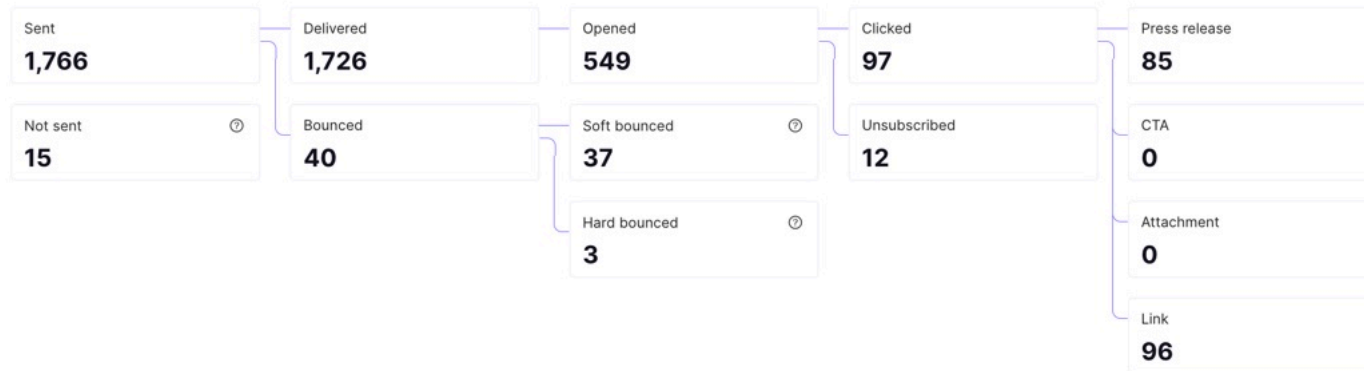 Sent
1,766
Delivered
1,726
Opened
549
Clicked
97
Press release
85
Not sent
15
Bounced
40
Soft bounced
37
Unsubscribed
12
CTA
0
Hard bounced
3
Attachment
0
Link
96